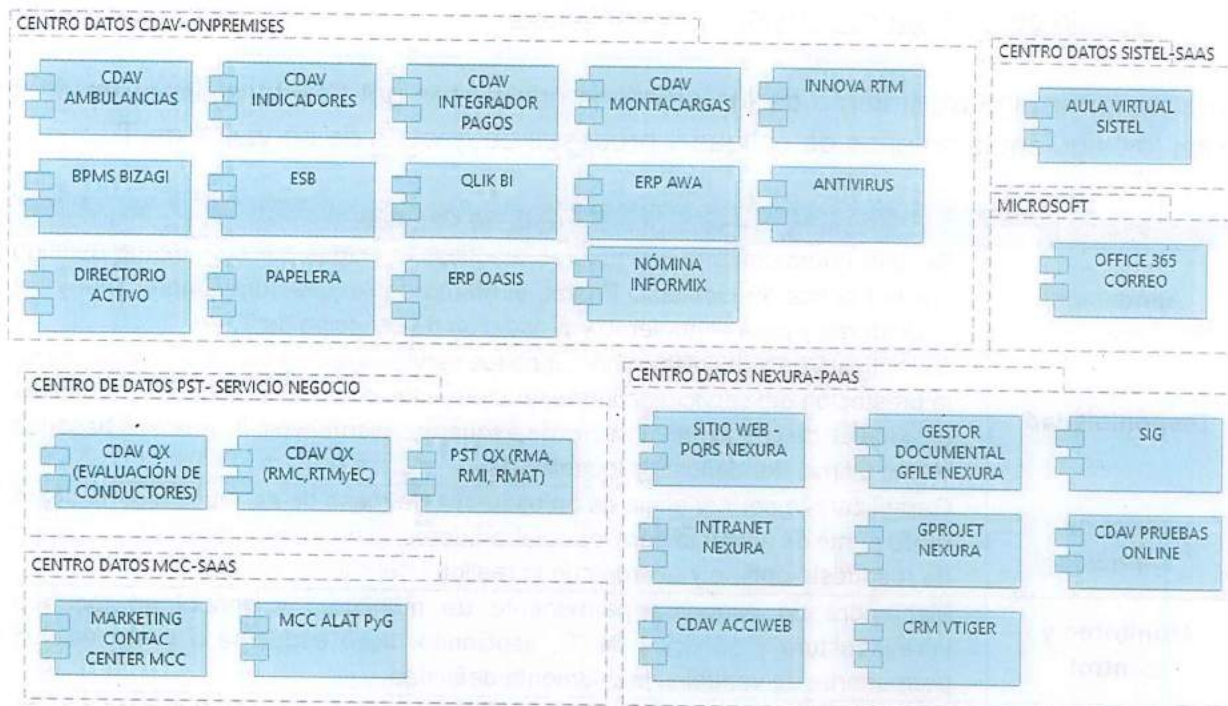 CENTRO DATOS CDAV-ONPREMISES
CDAV
AMBULANCIAS
CDAV
INDICADORES
CDAV
INTEGRADOR
PAGOS
CDAV
MONTACARGAS
INNOVA RTM
BPMS BIZAGI
ESB
QLIK BI
ERP AWA
ANTIVIRUS
DIRECTORIO
ACTIVO
PAPELERA
ERP OASIS
NÓMINA
INFORMIX
CENTRO DATOS SISTEL-SAAS
AULA VIRTUAL
SISTEL
MICROSOFT
OFFICE 365
CORREO
CENTRO DE DATOS PST- SERVICIO NEGOCIO
CDAV QX
(EVALUACIÓN DE
CONDUCTORES)
CDAV QX
(RMC,RTMyEC)
PST QX (RMA,
RMI, RMAT)
CENTRO DATOS MCC-SAAS
MARKETING
CONTAC
CENTER MCC
MCC ALAT PyG
CENTRO DATOS NEXURA-PAAS
SITIO WEB -
PQRS NEXURA
GESTOR
DOCUMENTAL
GFILE NEXURA
SIG
INTRANET
NEXURA
GPROJET
NEXURA
CDAV PRUEBAS
ONLINE
CDAV ACCIWEB
CRM VTIGER